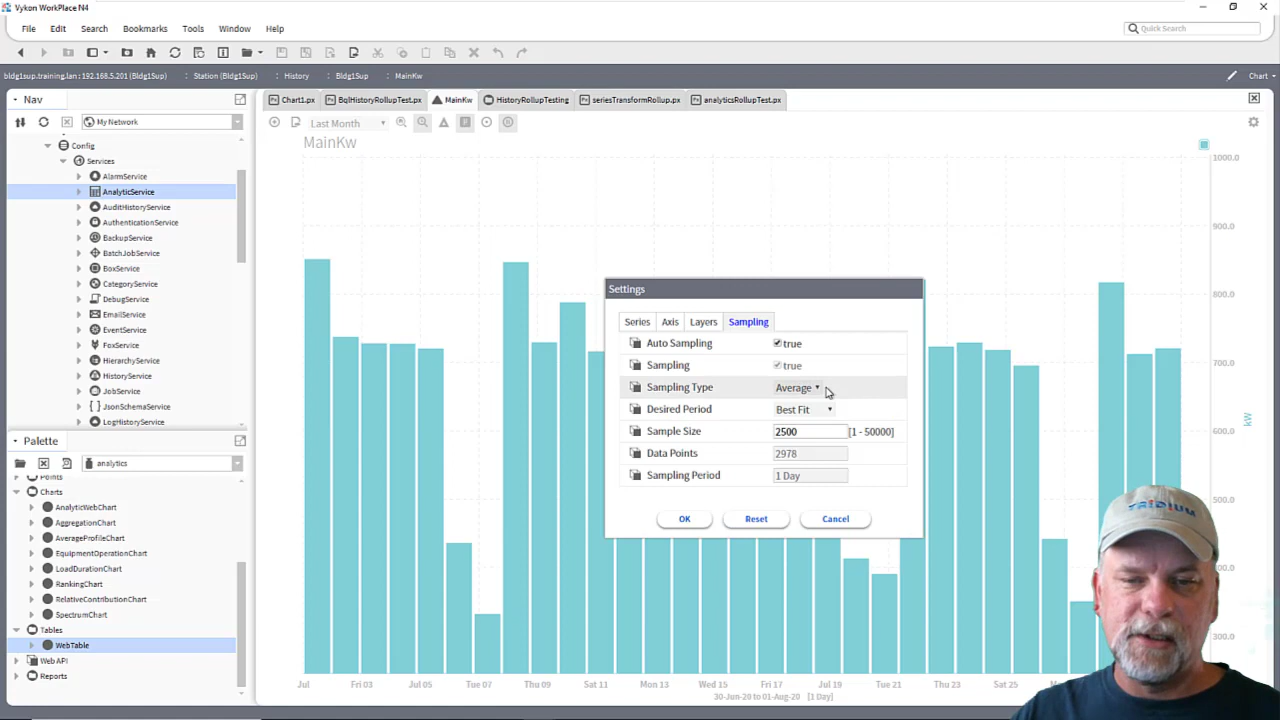 Vykon WorkPlace N4
File Edit Search Bookmarks Tools Window Help
Quick Search
bldg1sup.training.lan : 192.168.5.201 (Bldg1Sup) Station (Bldg1Sup) History Bldg1Sup MainKw
Chart
Nav
Chart1.px BqlHistoryRollupTest.px MainKw HistoryRollupTesting seriesTransformRollup.px analyticsRollupTest.px
My Network
Last Month
Config
Services
AlarmService
AnalyticService
AuditHistoryService
AuthenticationService
BackupService
BatchJobService
BoxService
CategoryService
DebugService
EmailService
EventService
FoxService
HierarchyService
HistoryService
JobService
JsonSchemaService
LogHistoryService
Palette
analytics
Points
Charts
AnalyticWebChart
AggregationChart
AverageProfileChart
EquipmentOperationChart
LoadDurationChart
RankingChart
RelativeContributionChart
SpectrumChart
Tables
WebTable
Web API
Reports
MainKw
1000.0
900.0
800.0
700.0
600.0
500.0
300.0
kW
Settings
Series Axis Layers Sampling
Auto Sampling true
Sampling true
Sampling Type Average
Desired Period Best Fit
Sample Size 2500 [1 - 50000]
Data Points 2978
Sampling Period 1 Day
OK Reset Cancel
Jul Fri 03 Jul 05 Tue 07 Thu 09 Sat 11 Mon 13 Wed 15 Fri 17 Jul 19 Tue 21 Thu 23 Sat 25
30-Jun-20 to 01-Aug-20 [1 Day]
TRIDIUM